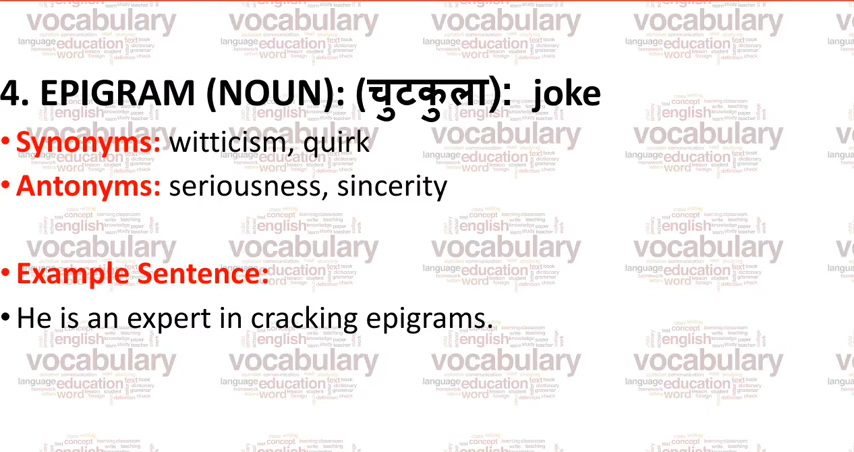 4. EPIGRAM (NOUN): (चुटकुला): joke
• Synonyms: witticism, quirk
• Antonyms: seriousness, sincerity
• Example Sentence:
• He is an expert in cracking epigrams.